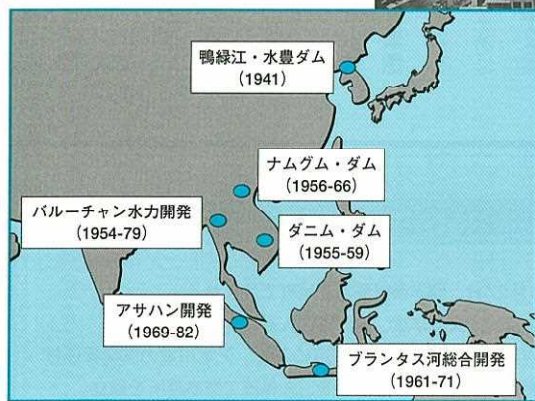 鴨緑江・水豊ダム
(1941)
ナムグム・ダム
(1956-66)
バルーチャン水力開発
(1954-79)
ダニム・ダム
(1955-59)
アサハン開発
(1969-82)
ブランタス河総合開発
(1961-71)